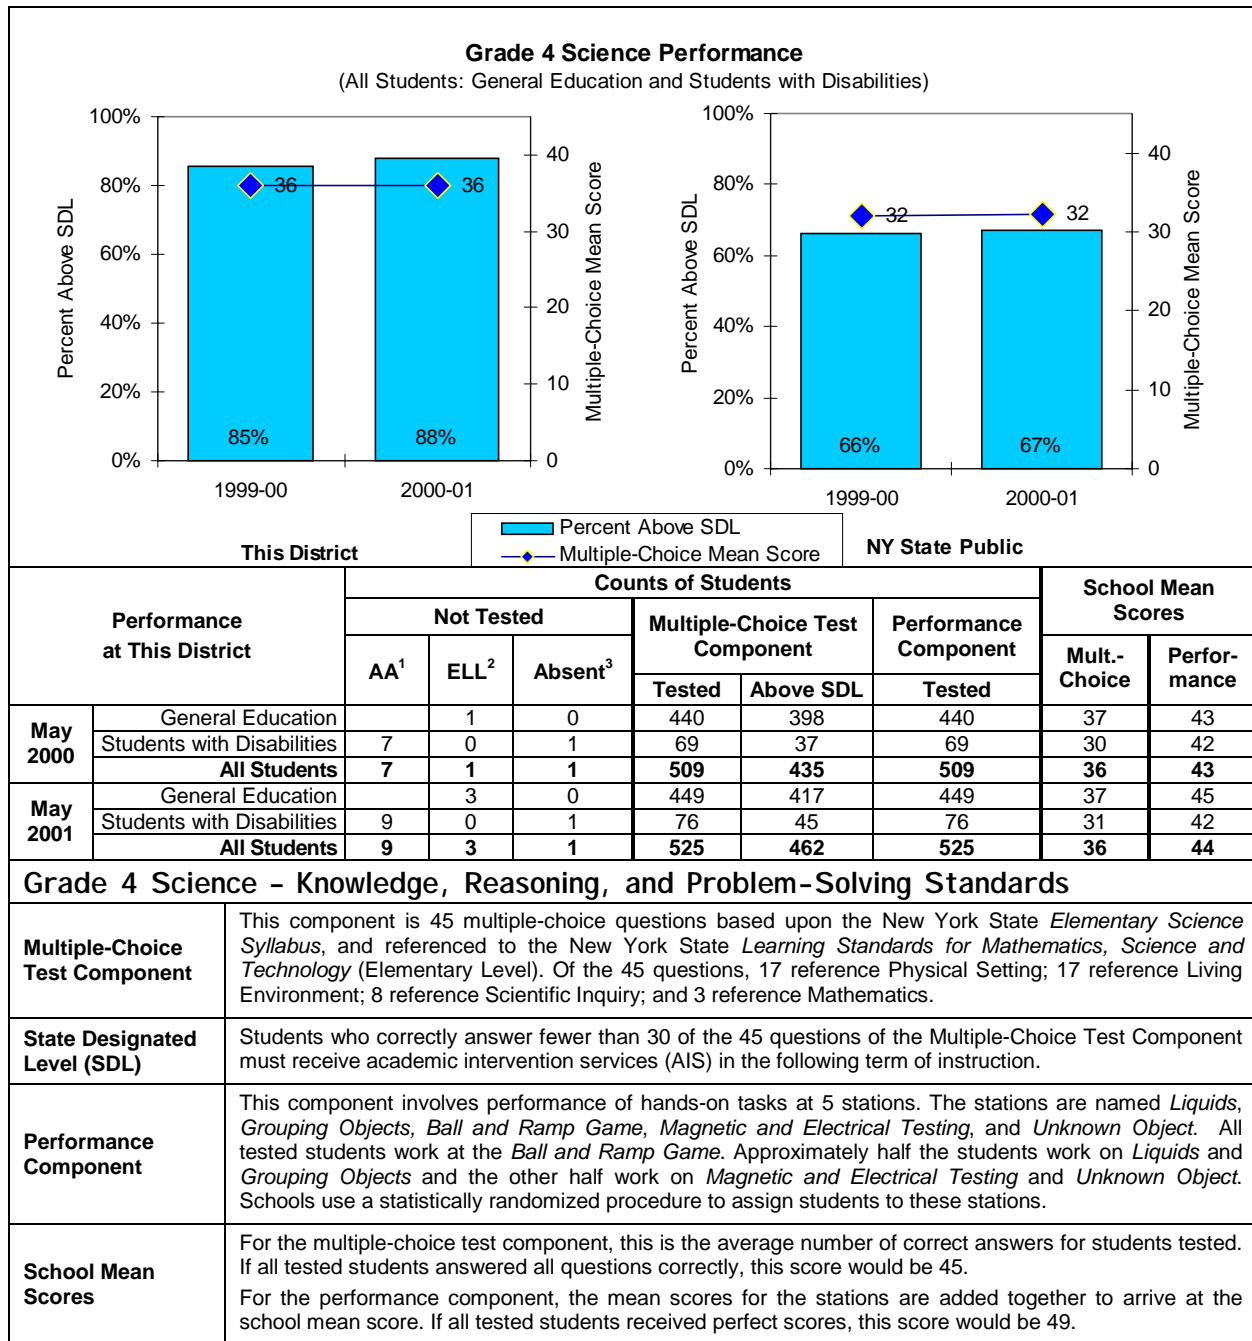 Grade 4 Science Performance
(All Students: General Education and Students with Disabilities)
100%
80%
60%
40%
20%
0%
Percent Above SDL
36
36
85%
88%
1999-00
2000-01
40
30
20
10
0
Multiple-Choice Mean Score
This District
100%
80%
60%
40%
20%
0%
Percent Above SDL
32
32
66%
67%
1999-00
2000-01
40
30
20
10
0
Multiple-Choice Mean Score
NY State Public
Percent Above SDL
Multiple-Choice Mean Score
Performance
at This District
Counts of Students
School Mean
Scores
Not Tested
Multiple-Choice Test
Component
Performance
Component
AA1 ELL2 Absent3
Tested Above SDL Tested
Mult.-
Choice
Perfor-
mance
May
2000
General Education 1 0 440 398 440 37 43
Students with Disabilities 7 0 1 69 37 69 30 42
All Students 7 1 1 509 435 509 36 43
May
2001
General Education 3 0 449 417 449 37 45
Students with Disabilities 9 0 1 76 45 76 31 42
All Students 9 3 1 525 462 525 36 44
Grade 4 Science – Knowledge, Reasoning, and Problem-Solving Standards
Multiple-Choice
Test Component
This component is 45 multiple-choice questions based upon the New York State Elementary Science
Syllabus, and referenced to the New York State Learning Standards for Mathematics, Science and
Technology (Elementary Level). Of the 45 questions, 17 reference Physical Setting; 17 reference Living
Environment; 8 reference Scientific Inquiry; and 3 reference Mathematics.
State Designated
Level (SDL)
Students who correctly answer fewer than 30 of the 45 questions of the Multiple-Choice Test Component
must receive academic intervention services (AIS) in the following term of instruction.
Performance
Component
This component involves performance of hands-on tasks at 5 stations. The stations are named Liquids,
Grouping Objects, Ball and Ramp Game, Magnetic and Electrical Testing, and Unknown Object. All
tested students work at the Ball and Ramp Game. Approximately half the students work on Liquids and
Grouping Objects and the other half work on Magnetic and Electrical Testing and Unknown Object.
Schools use a statistically randomized procedure to assign students to these stations.
School Mean
Scores
For the multiple-choice test component, this is the average number of correct answers for students tested.
If all tested students answered all questions correctly, this score would be 45.
For the performance component, the mean scores for the stations are added together to arrive at the
school mean score. If all tested students received perfect scores, this score would be 49.